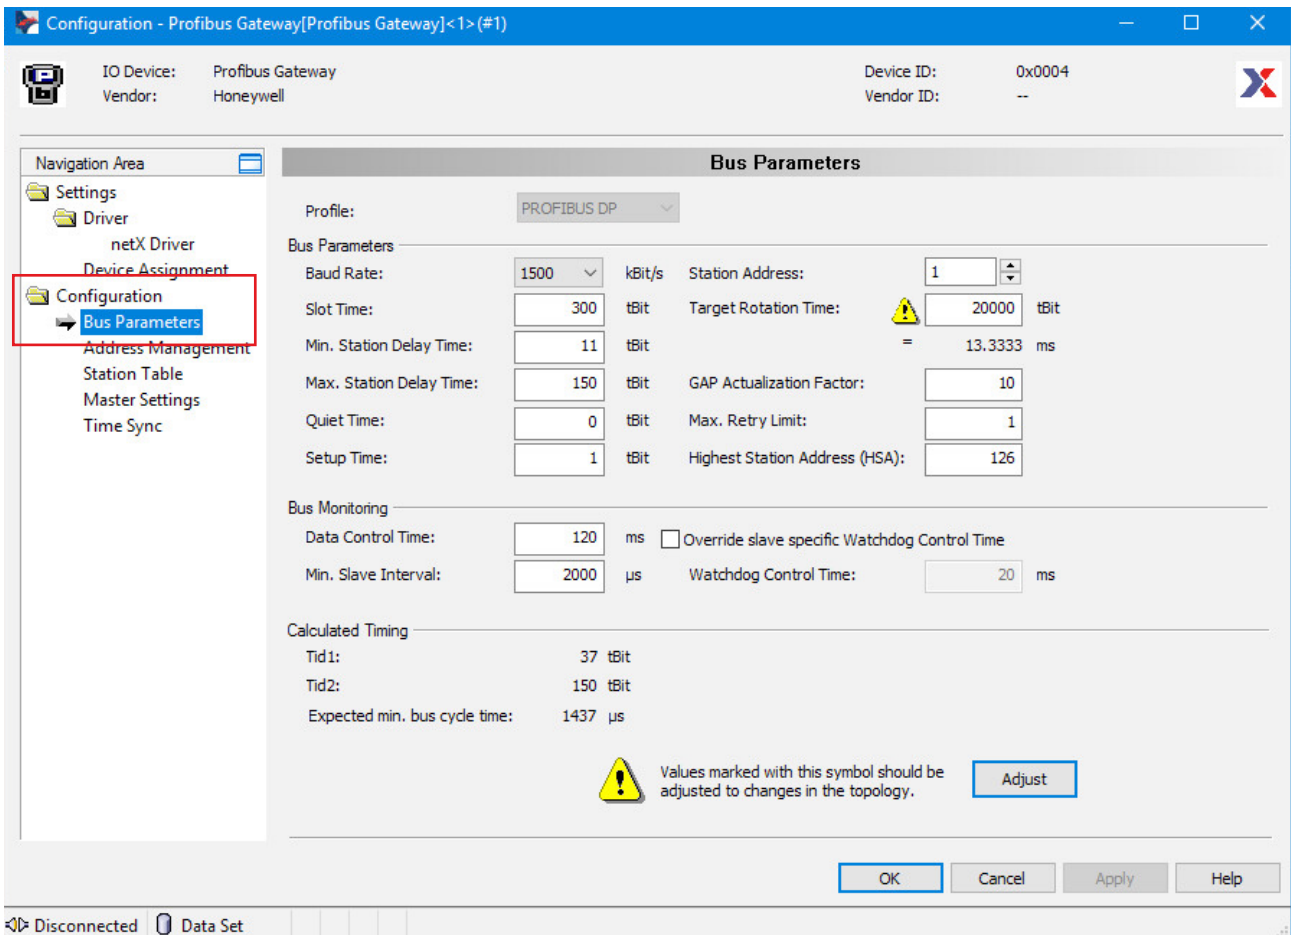 Configuration - Profibus Gateway[Profibus Gateway]<1>(#1)
IO Device: Profibus Gateway Device ID: 0x0004
Vendor: Honeywell Vendor ID: --
Navigation Area
Settings
Driver
netX Driver
Device Assignment
Configuration
Bus Parameters
Address Management
Station Table
Master Settings
Time Sync
Bus Parameters
Profile: PROFIBUS DP
Bus Parameters
Baud Rate: 1500 kBit/s Station Address: 1
Slot Time: 300 tBit Target Rotation Time: 20000 tBit
Min. Station Delay Time: 11 tBit = 13.3333 ms
Max. Station Delay Time: 150 tBit GAP Actualization Factor: 10
Quiet Time: 0 tBit Max. Retry Limit: 1
Setup Time: 1 tBit Highest Station Address (HSA): 126
Bus Monitoring
Data Control Time: 120 ms Override slave specific Watchdog Control Time
Min. Slave Interval: 2000 µs Watchdog Control Time: 20 ms
Calculated Timing
Tid1: 37 tBit
Tid2: 150 tBit
Expected min. bus cycle time: 1437 µs
Values marked with this symbol should be
adjusted to changes in the topology.
Adjust
OK Cancel Apply Help
Disconnected Data Set